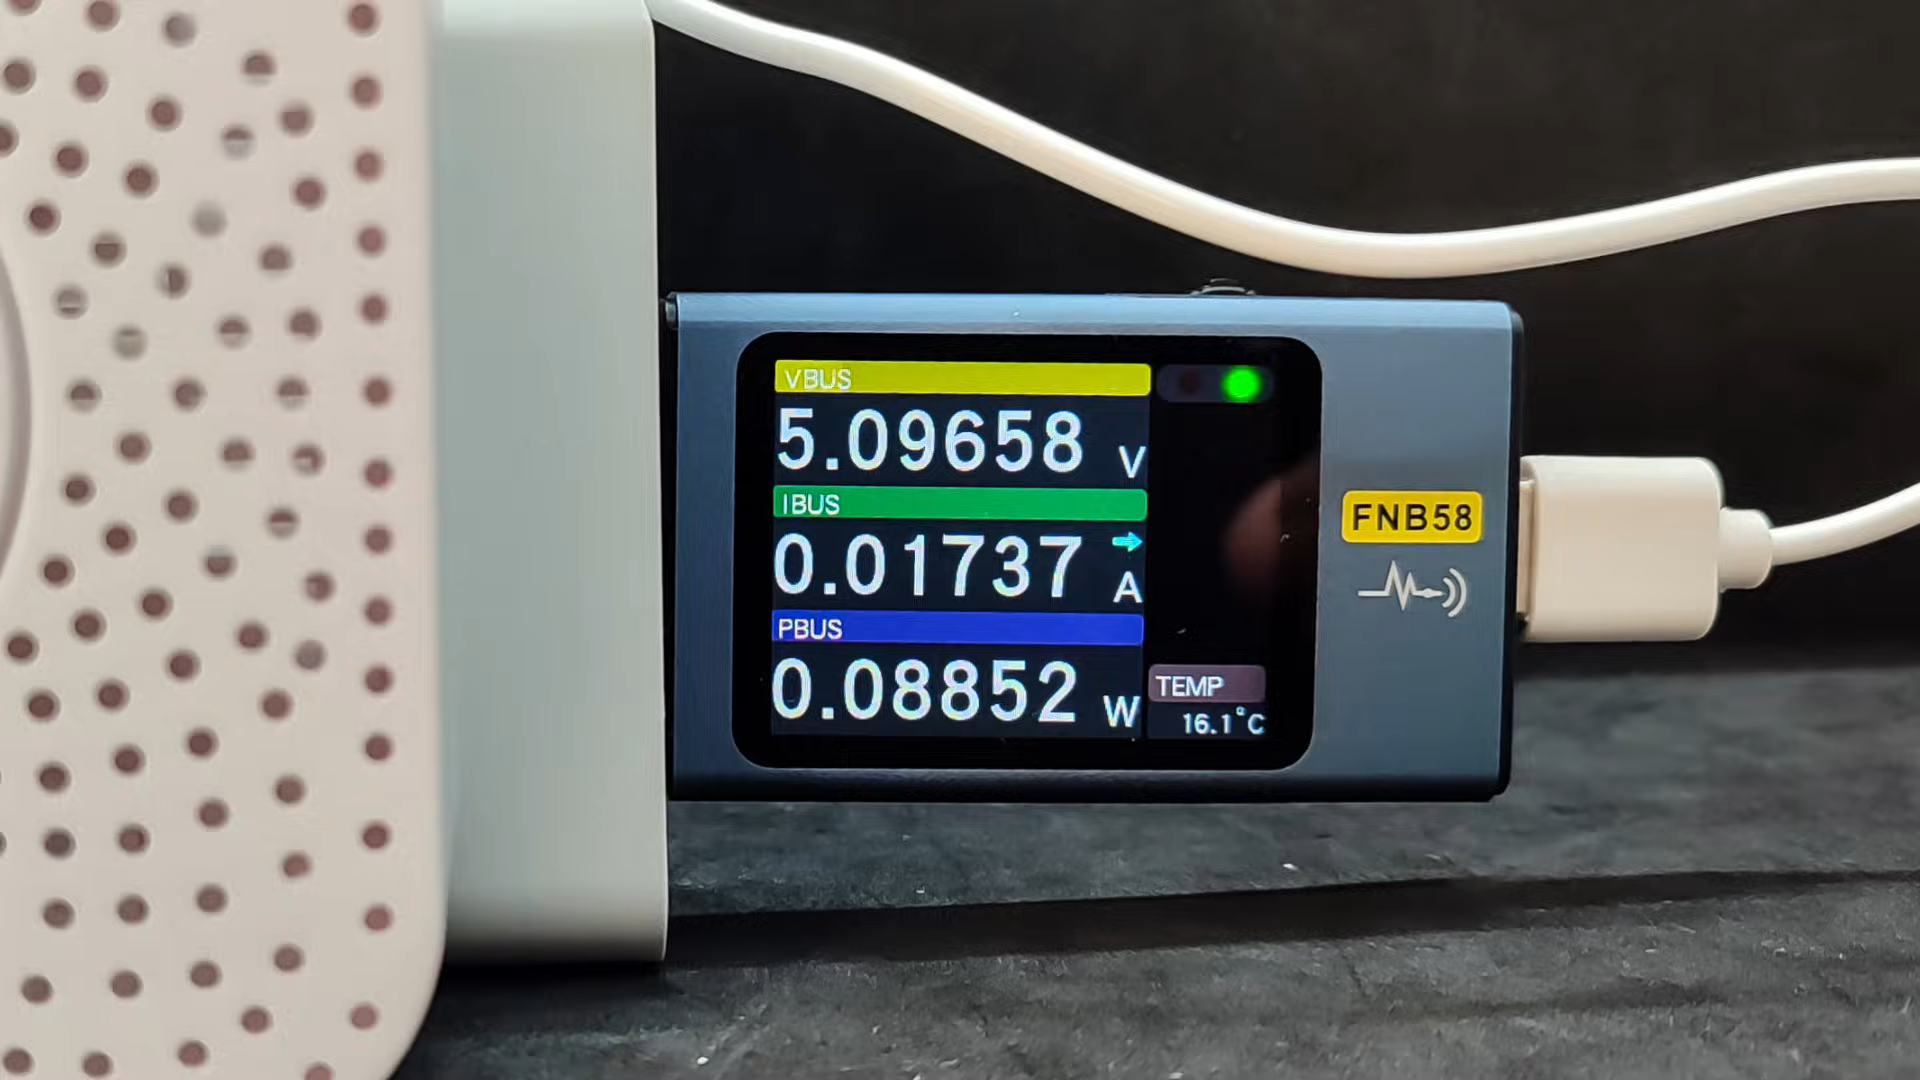 VBUS
5.09658 V
IBUS
0.01737 A
PBUS
0.08852 W
TEMP
16.1°C
FNB58